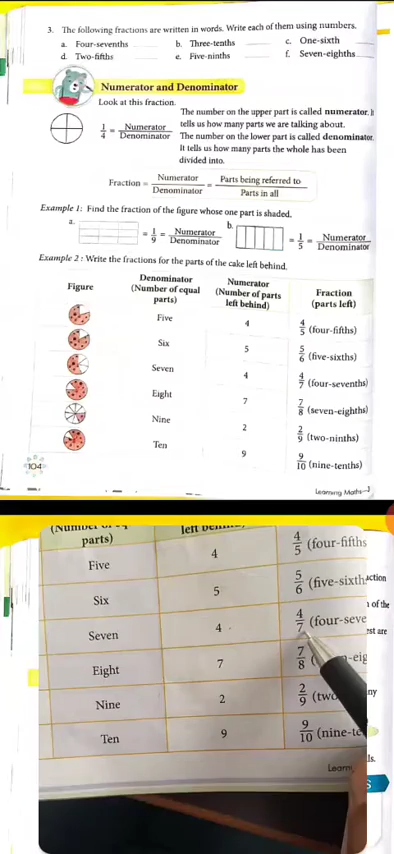 3. The following fractions are written in words. Write each of them using numbers.
a. Four-sevenths b. Three-tenths c. One-sixth
d. Two-fifths e. Five-ninths f. Seven-eighths
Numerator and Denominator
Look at this fraction.
The number on the upper part is called numerator. It
tells us how many parts we are talking about.
1/4 = Numerator/Denominator
The number on the lower part is called denominator.
It tells us how many parts the whole has been
divided into.
Fraction = Numerator/Denominator = Parts being referred to/Parts in all
Example 1: Find the fraction of the figure whose one part is shaded.
a. = 1/9 = Numerator/Denominator b. = 1/5 = Numerator/Denominator
Example 2 : Write the fractions for the parts of the cake left behind.
Figure Denominator (Number of equal parts) Numerator (Number of parts left behind) Fraction (parts left)
Five 4 4/5 (four-fifths)
Six 5 5/6 (five-sixths)
Seven 4 4/7 (four-sevenths)
Eight 7 7/8 (seven-eighths)
Nine 2 2/9 (two-ninths)
Ten 9 9/10 (nine-tenths)
104
Learning Maths-3
parts) left
Five 4 4/5 (four-fifths
Six 5 5/6 (five-sixth
Seven 4 4/7 (four-seve
Eight 7 7/8 -eig
Nine 2 2/9 (two
Ten 9 9/10 (nine-te
Learn
action
of the
est are
ny
ls.
S